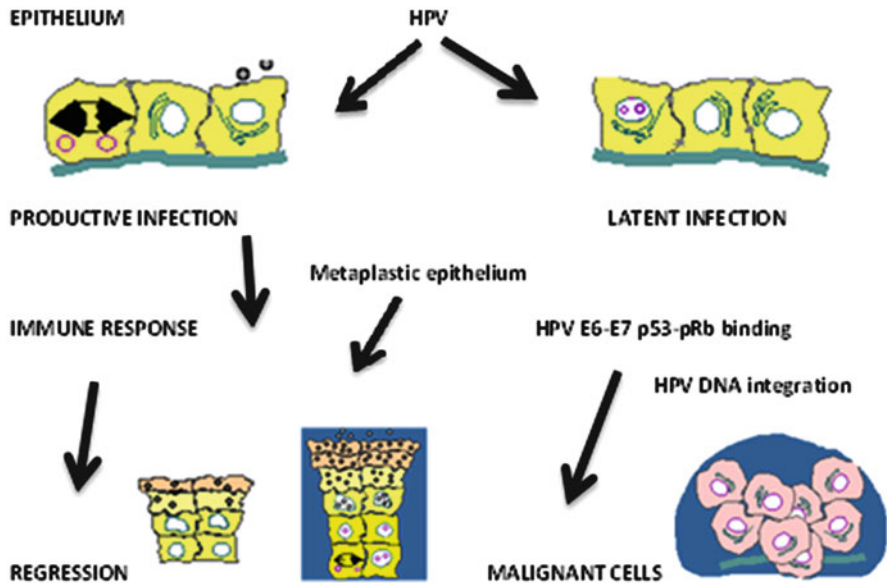 EPITHELIUM
HPV
PRODUCTIVE INFECTION
LATENT INFECTION
Metaplastic epithelium
IMMUNE RESPONSE
HPV E6-E7 p53-pRb binding
HPV DNA integration
REGRESSION
MALIGNANT CELLS